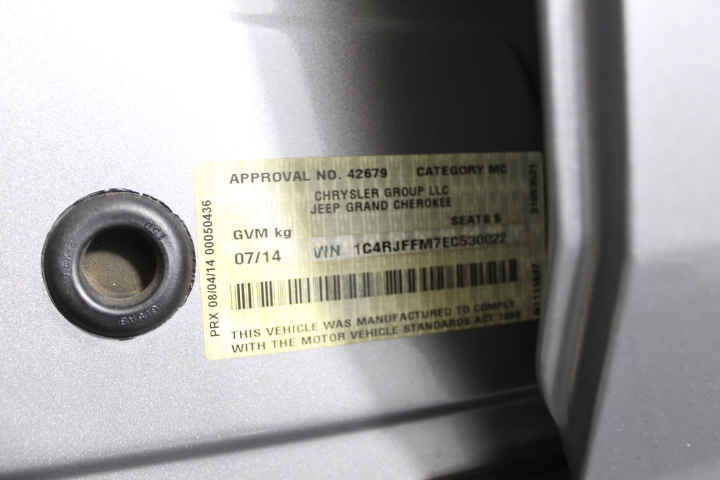 APPROVAL NO. 42679 CATEGORY MC
CHRYSLER GROUP LLC
JEEP GRAND CHEROKEE
SEATS 5
GVM kg
07/14 VIN 1C4RJFFM7EC530022
THIS VEHICLE WAS MANUFACTURED TO COMPLY
WITH THE MOTOR VEHICLE STANDARDS ACT 1989
PRX 08/04/14 00050436